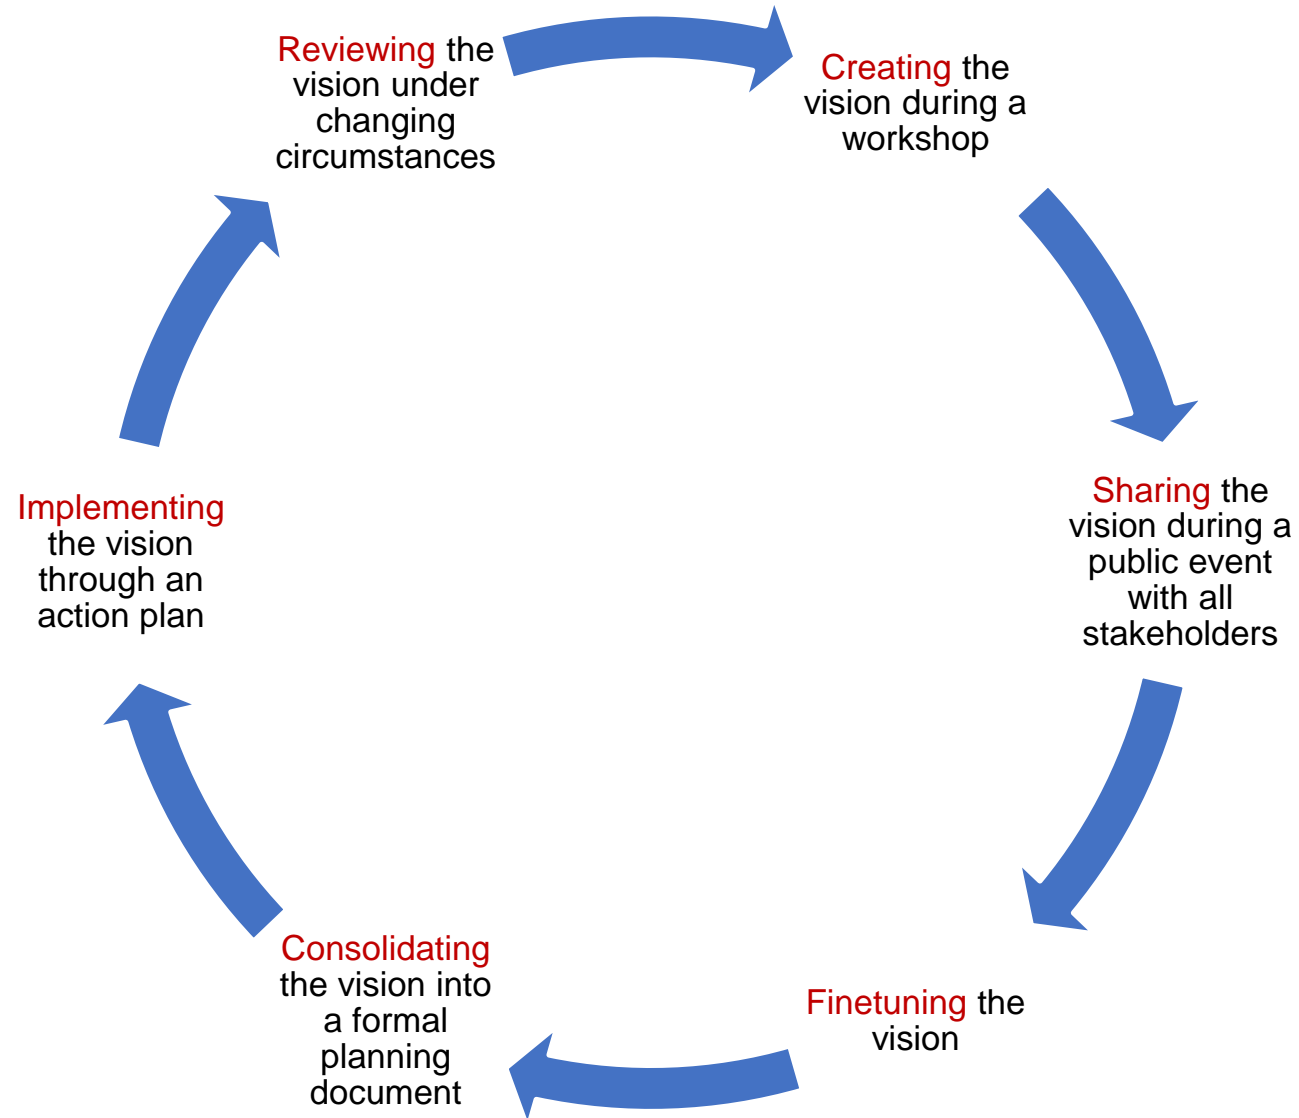 Reviewing the
vision under
changing
circumstances
Creating the
vision during a
workshop
Sharing the
vision during a
public event
with all
stakeholders
Finetuning the
vision
Consolidating
the vision into
a formal
planning
document
Implementing
the vision
through an
action plan